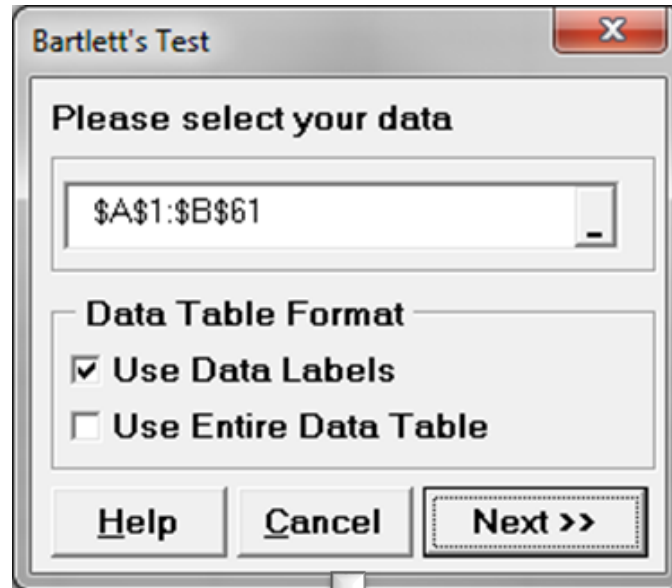 Bartlett's Test
Please select your data
$A$1:$B$61
Data Table Format
Use Data Labels
Use Entire Data Table
Help Cancel Next >>